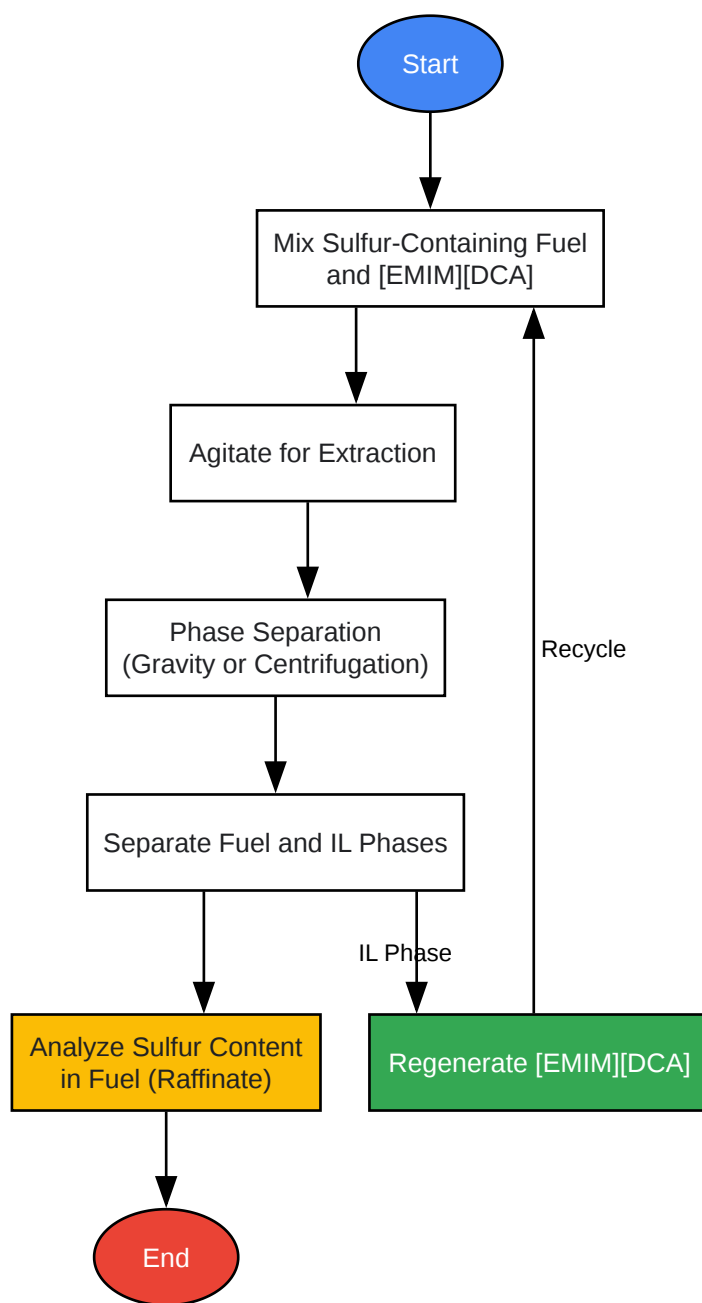 Start
Mix Sulfur-Containing Fuel
and [EMIM][DCA]
Agitate for Extraction
Phase Separation
(Gravity or Centrifugation)
Recycle
Separate Fuel and IL Phases
IL Phase
Analyze Sulfur Content
in Fuel (Raffinate)
Regenerate [EMIM][DCA]
End